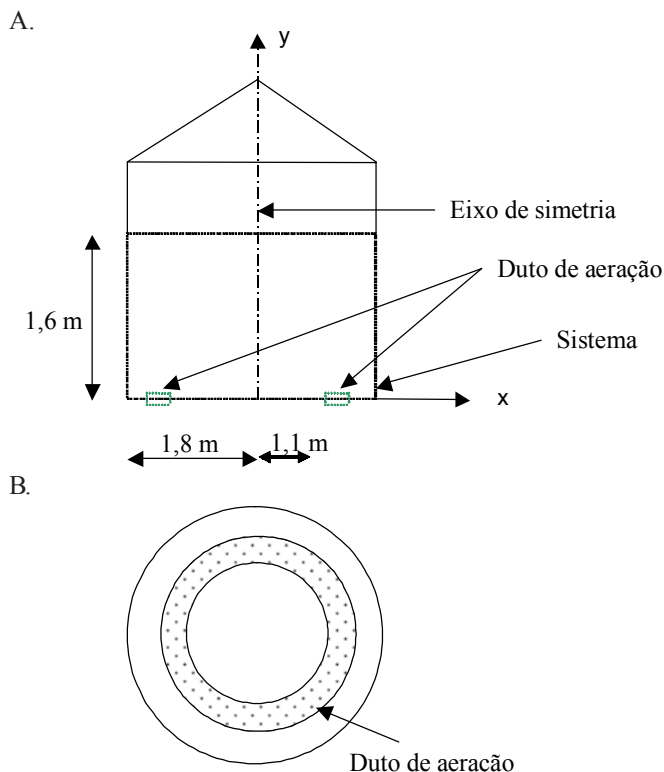 A.
y
Eixo de simetria
Duto de aeração
1,6 m
Sistema
x
1,8 m
1,1 m
B.
Duto de aeracão